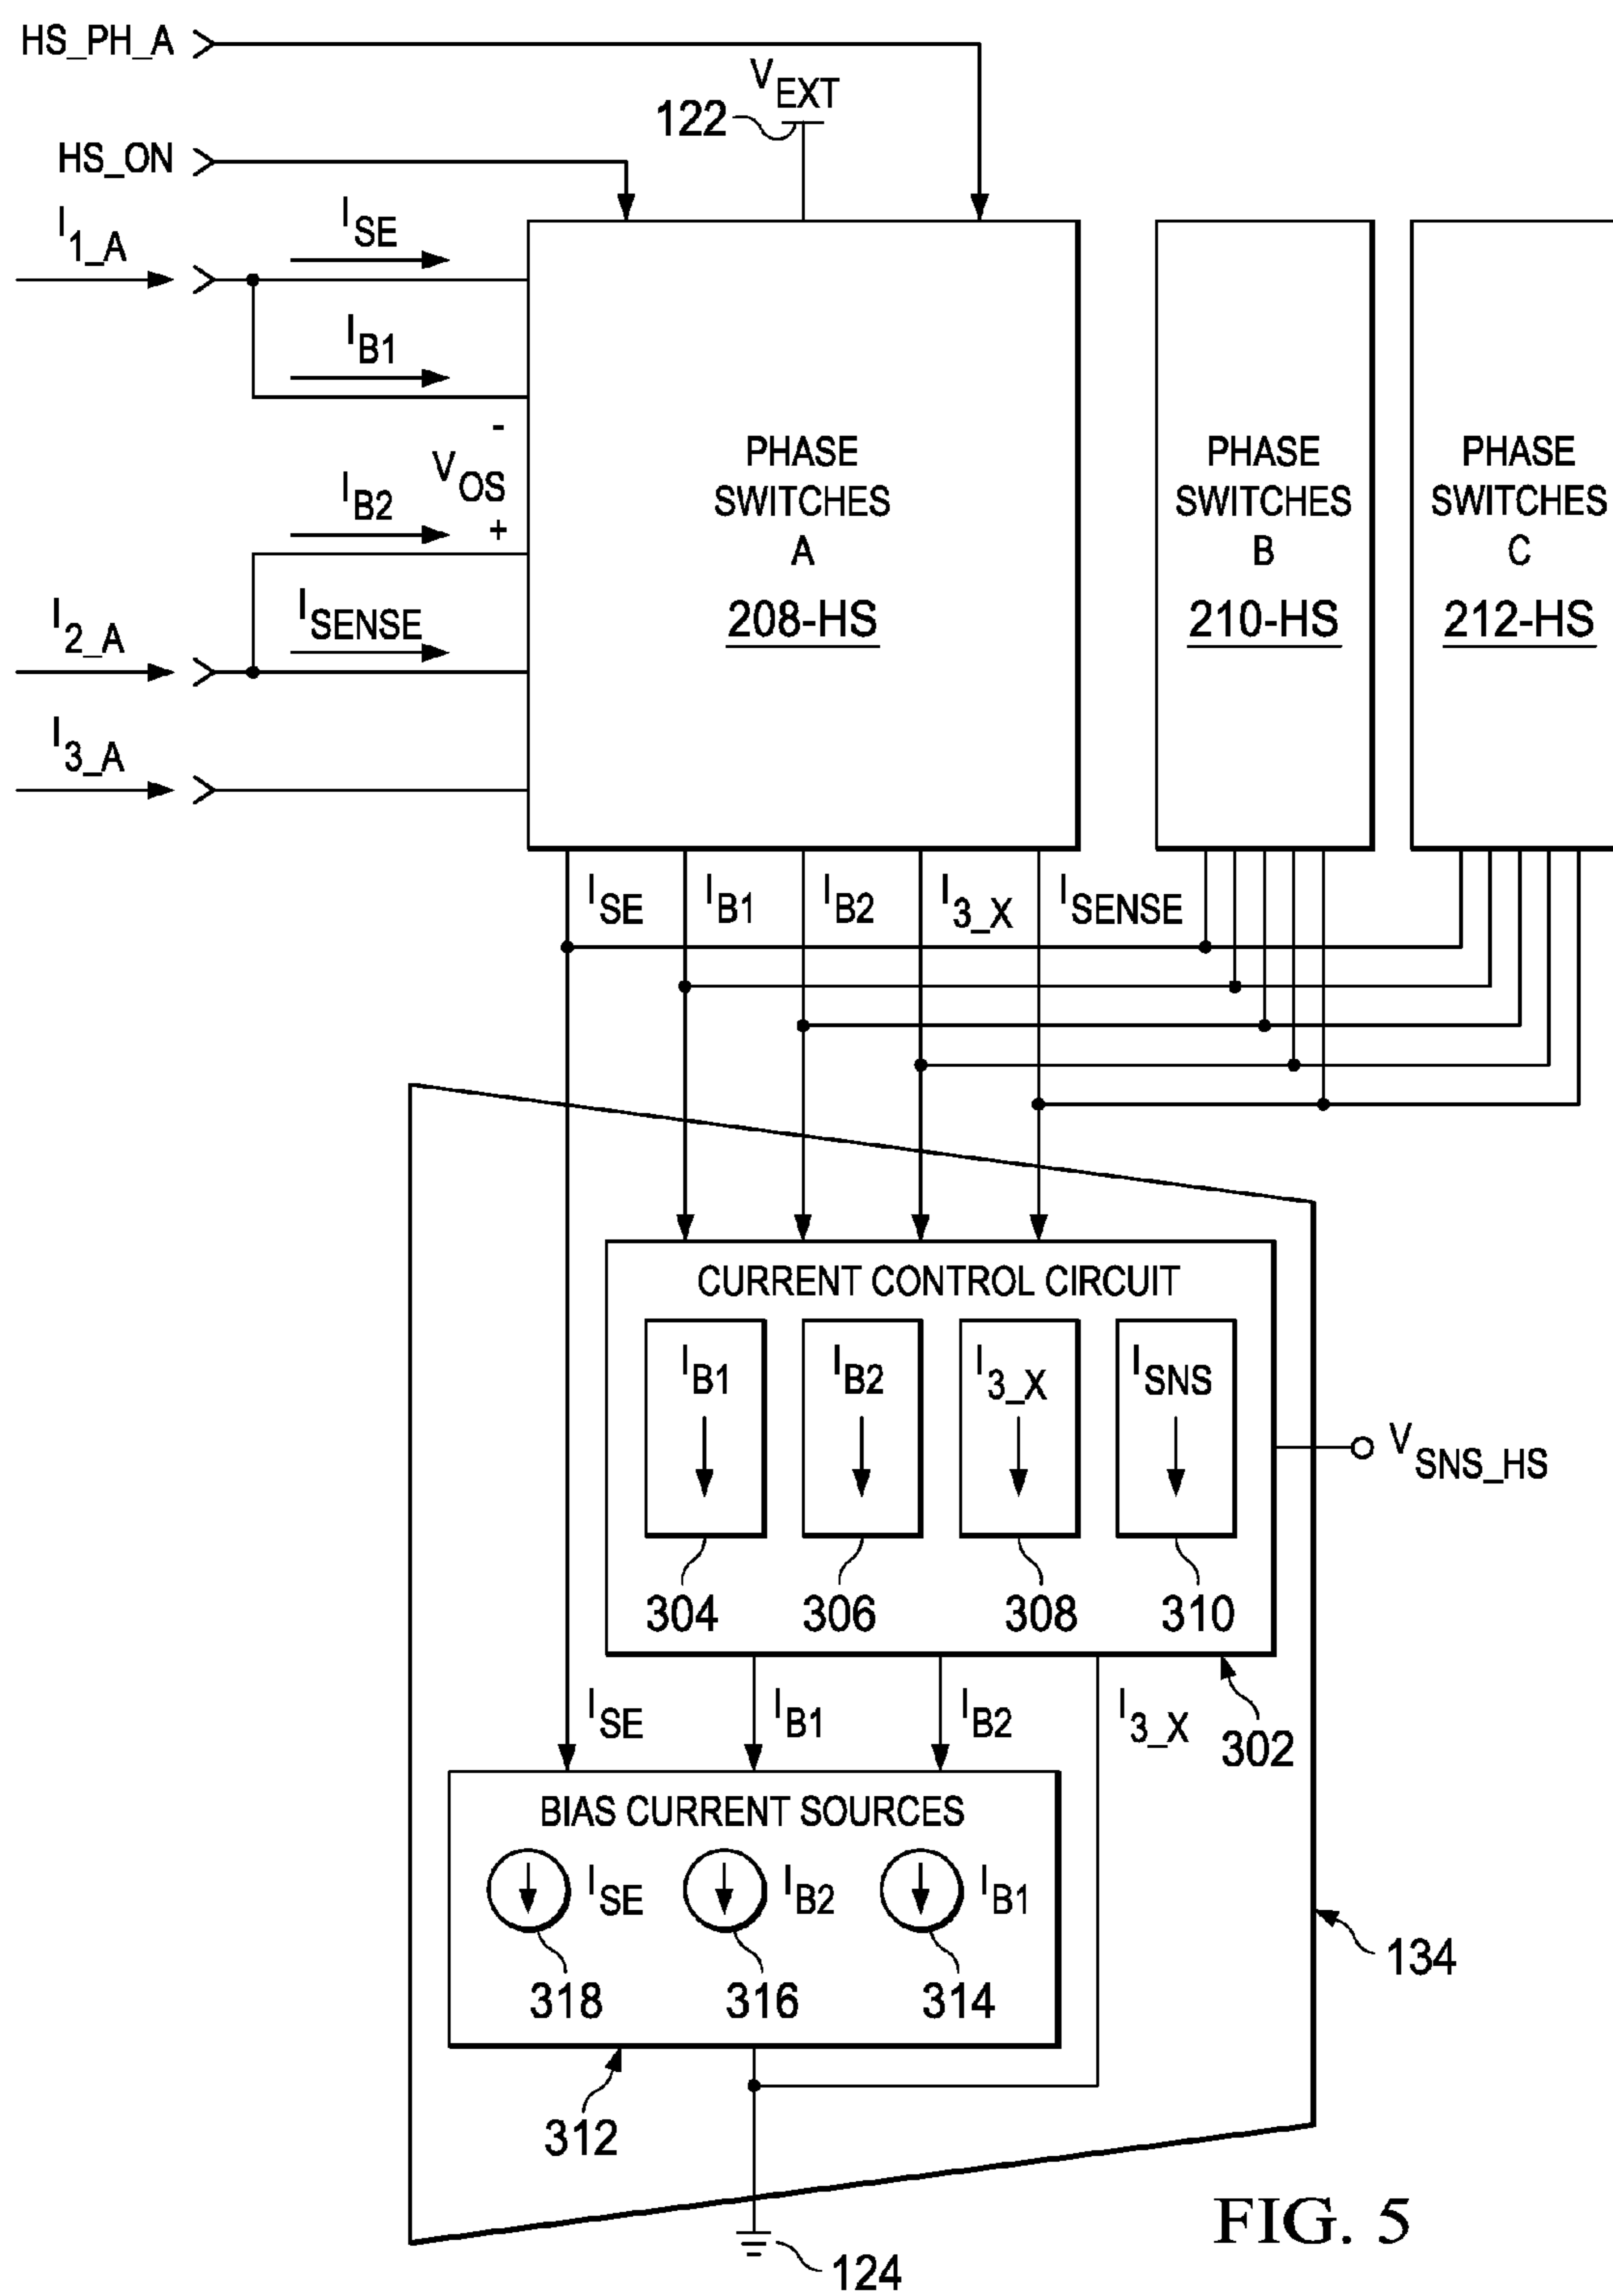 HS_PH_A
V_EXT
122
HS_ON
I_1_A
I_SE
I_B1
-
V_OS
+
I_B2
I_SENSE
I_2_A
I_3_A
PHASE
SWITCHES
A
208-HS
PHASE
SWITCHES
B
210-HS
PHASE
SWITCHES
C
212-HS
I_SE
I_B1
I_B2
I_3_X
I_SENSE
CURRENT CONTROL CIRCUIT
I_B1
I_B2
I_3_X
I_SNS
304
306
308
310
V_SNS_HS
I_SE
I_B1
I_B2
I_3_X
302
BIAS CURRENT SOURCES
I_SE
I_B2
I_B1
318
316
314
134
312
124
FIG. 5